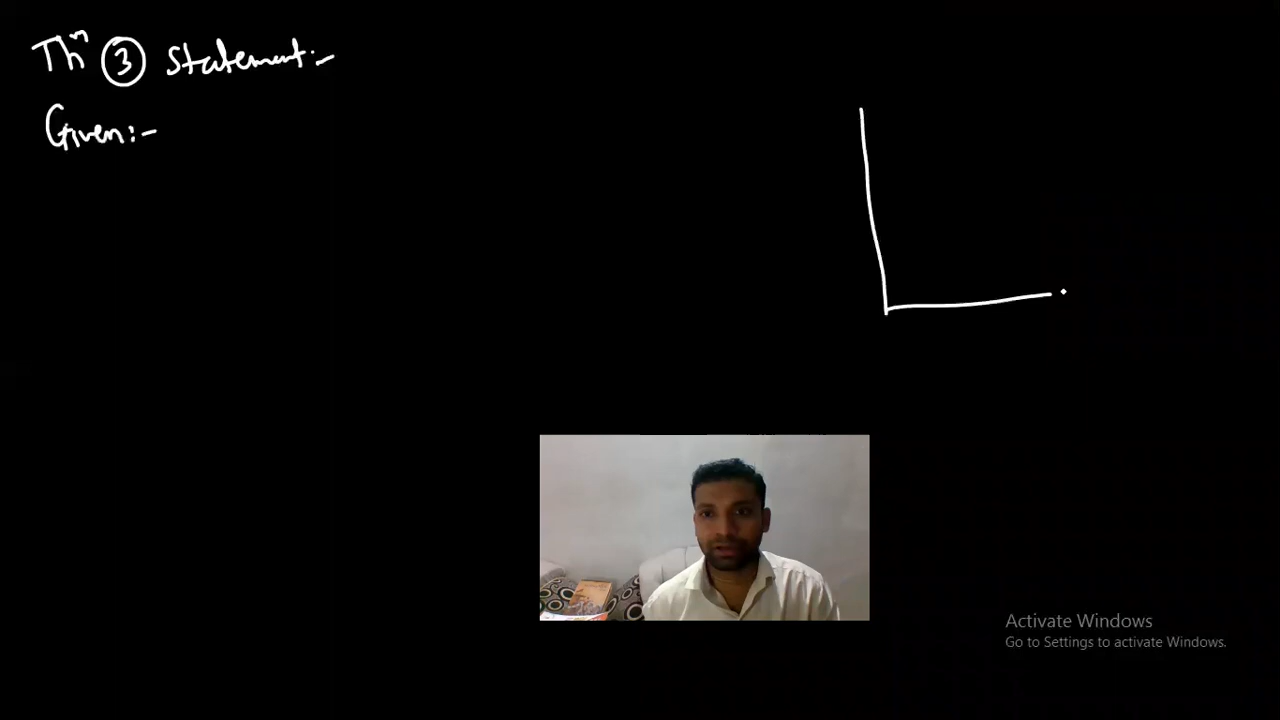 Thm ③ Statement:-
Given:-
Activate Windows
Go to Settings to activate Windows.